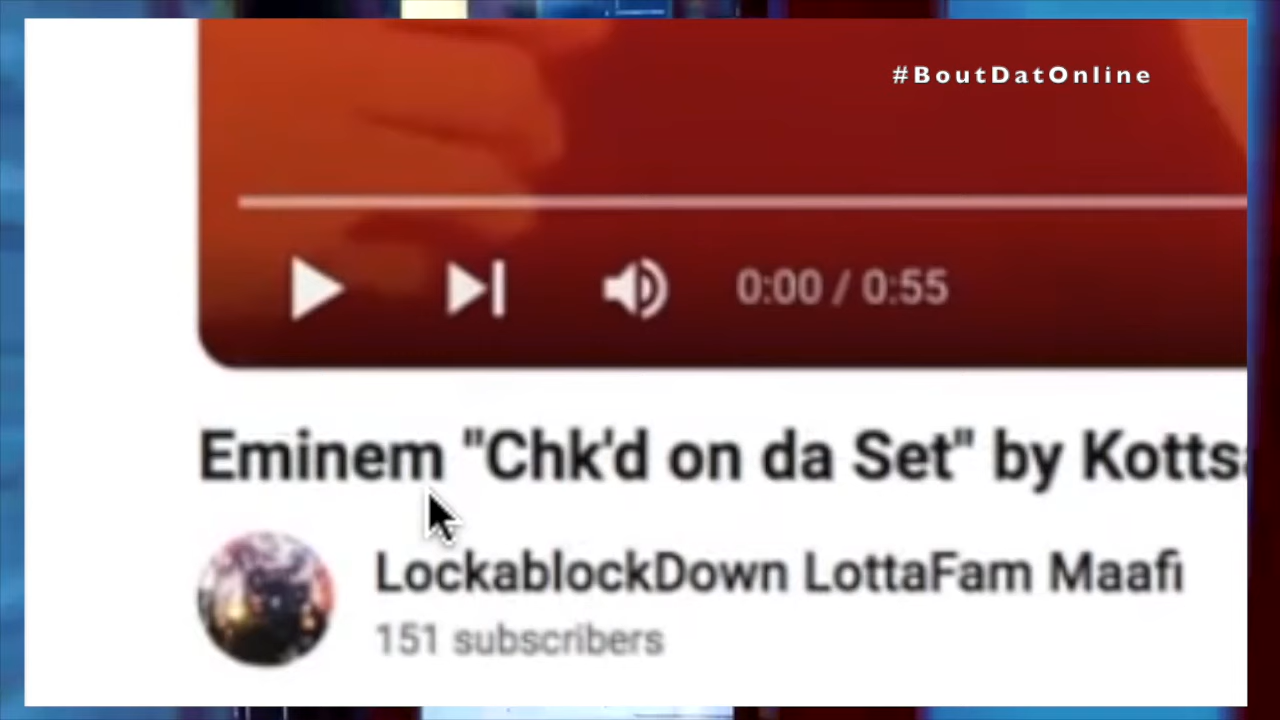 #BoutDatOnline
0:00 / 0:55
Eminem "Chk'd on da Set" by
LockablockDown LottaFam Maafi
151 subscribers